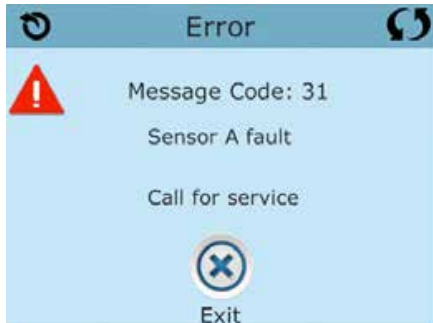 Error
Message Code: 31
Sensor A fault
Call for service
Exit